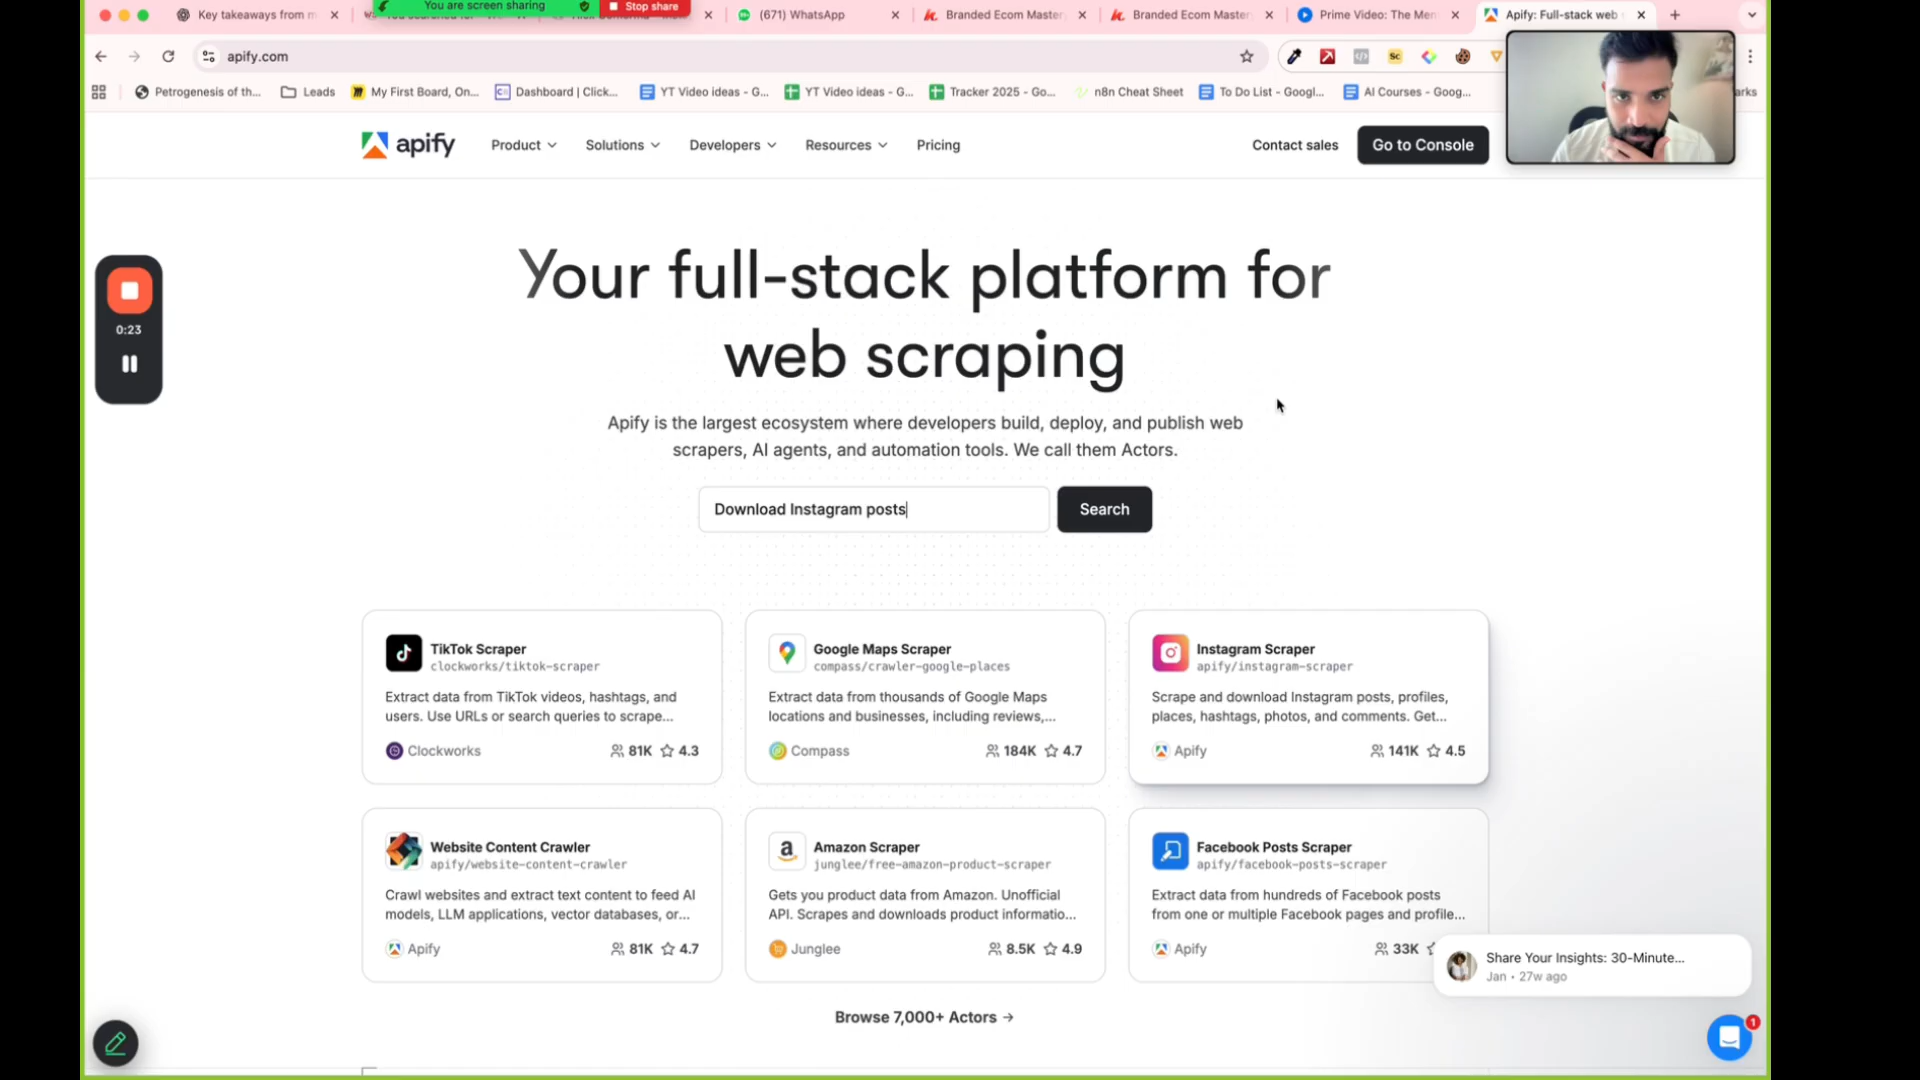 Key takeaways from m
You are screen sharing
Stop share
(671) WhatsApp
Branded Ecom Master
Branded Ecom Master
Prime Video: The Men
Apify: Full-stack web
apify.com
Sc
Petrogenesis of th...
Leads
My First Board, On...
Dashboard | Click...
YT Video ideas - G...
YT Video ideas - G...
Tracker 2025 - Go...
n8n Cheat Sheet
To Do List - Googl...
AI Courses - Goog...
arks
apify
Product
Solutions
Developers
Resources
Pricing
Contact sales
Go to Console
0:23
Your full-stack platform for
web scraping
Apify is the largest ecosystem where developers build, deploy, and publish web
scrapers, AI agents, and automation tools. We call them Actors.
Download Instagram posts
Search
TikTok Scraper
clockworks/tiktok-scraper
Extract data from TikTok videos, hashtags, and
users. Use URLs or search queries to scrape...
Clockworks 81K 4.3
Google Maps Scraper
compass/crawler-google-places
Extract data from thousands of Google Maps
locations and businesses, including reviews,...
Compass 184K 4.7
Instagram Scraper
apify/instagram-scraper
Scrape and download Instagram posts, profiles,
places, hashtags, photos, and comments. Get...
Apify 141K 4.5
Website Content Crawler
apify/website-content-crawler
Crawl websites and extract text content to feed AI
models, LLM applications, vector databases, or...
Apify 81K 4.7
Amazon Scraper
junglee/free-amazon-product-scraper
Gets you product data from Amazon. Unofficial
API. Scrapes and downloads product informatio...
Junglee 8.5K 4.9
Facebook Posts Scraper
apify/facebook-posts-scraper
Extract data from hundreds of Facebook posts
from one or multiple Facebook pages and profile...
Apify 33K
Share Your Insights: 30-Minute...
Jan • 27w ago
1
Browse 7,000+ Actors →